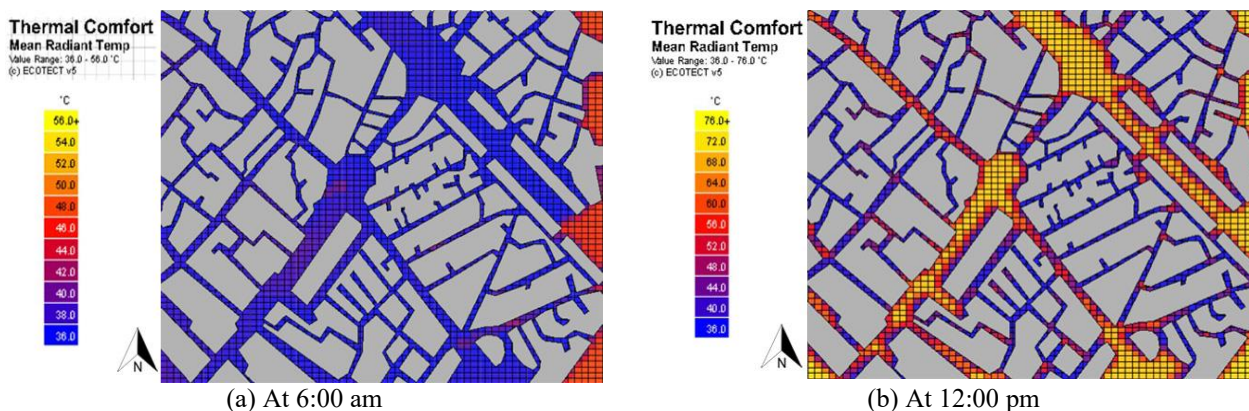 Thermal Comfort
Mean Radiant Temp
Value Range: 36.0 - 56.0 °C
(c) ECOTECT v5
°C
56.0+
54.0
52.0
50.0
48.0
46.0
44.0
42.0
40.0
38.0
36.0
N
(a) At 6:00 am
Thermal Comfort
Mean Radiant Temp
Value Range: 36.0 - 76.0 °C
(c) ECOTECT v5
°C
76.0+
72.0
68.0
64.0
60.0
56.0
52.0
48.0
44.0
40.0
36.0
N
(b) At 12:00 pm